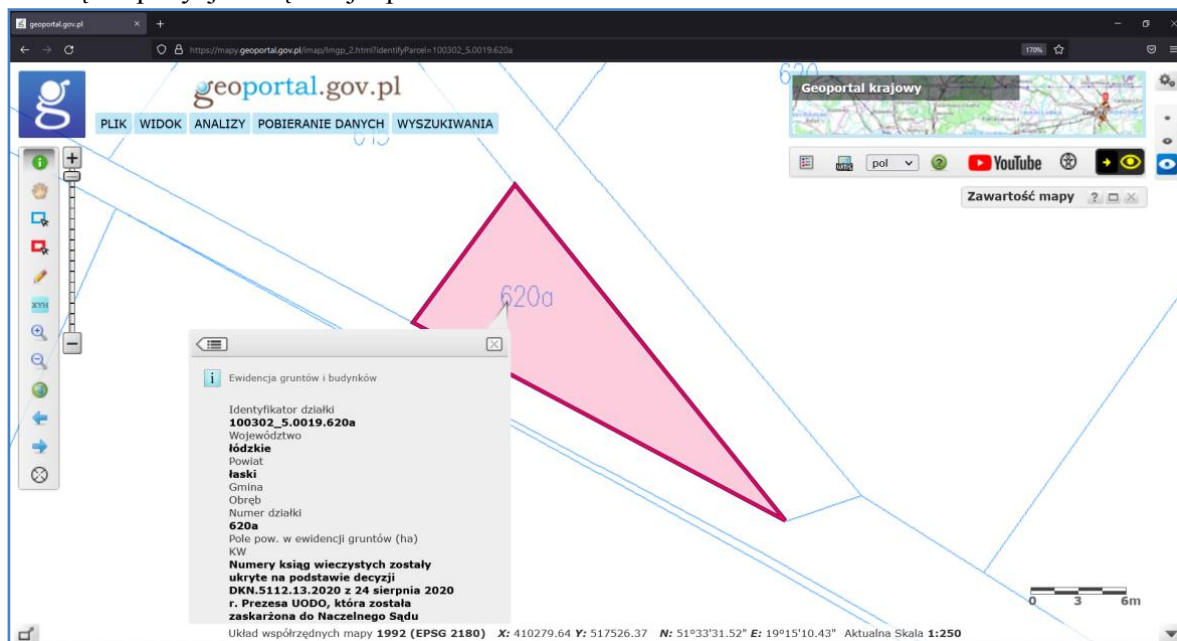 geoportal.gov.pl
https://mapy.geoportal.gov.pl/imap/Imgp_2.html?identifyParcel=100302_5.0019.620a
170%
geoportal.gov.pl
PLIK WIDOK ANALIZY POBIERANIE DANYCH WYSZUKIWANIA
Geoportal krajowy
pol
YouTube
Zawartość mapy
XYH
620a
Ewidencja gruntów i budynków
Identyfikator działki
100302_5.0019.620a
Województwo
łódzkie
Powiat
łaski
Gmina
Obręb
Numer działki
620a
Pole pow. w ewidencji gruntów (ha)
KW
Numery ksiąg wieczystych zostały
ukryte na podstawie decyzji
DKN.5112.13.2020 z 24 sierpnia 2020
r. Prezesa UODO, która została
zaskarżona do Naczelnego Sądu
0 3 6m
Układ współrzędnych mapy 1992 (EPSG 2180) X: 410279.64 Y: 517526.37 N: 51°33'31.52" E: 19°15'10.43" Aktualna Skala 1:250